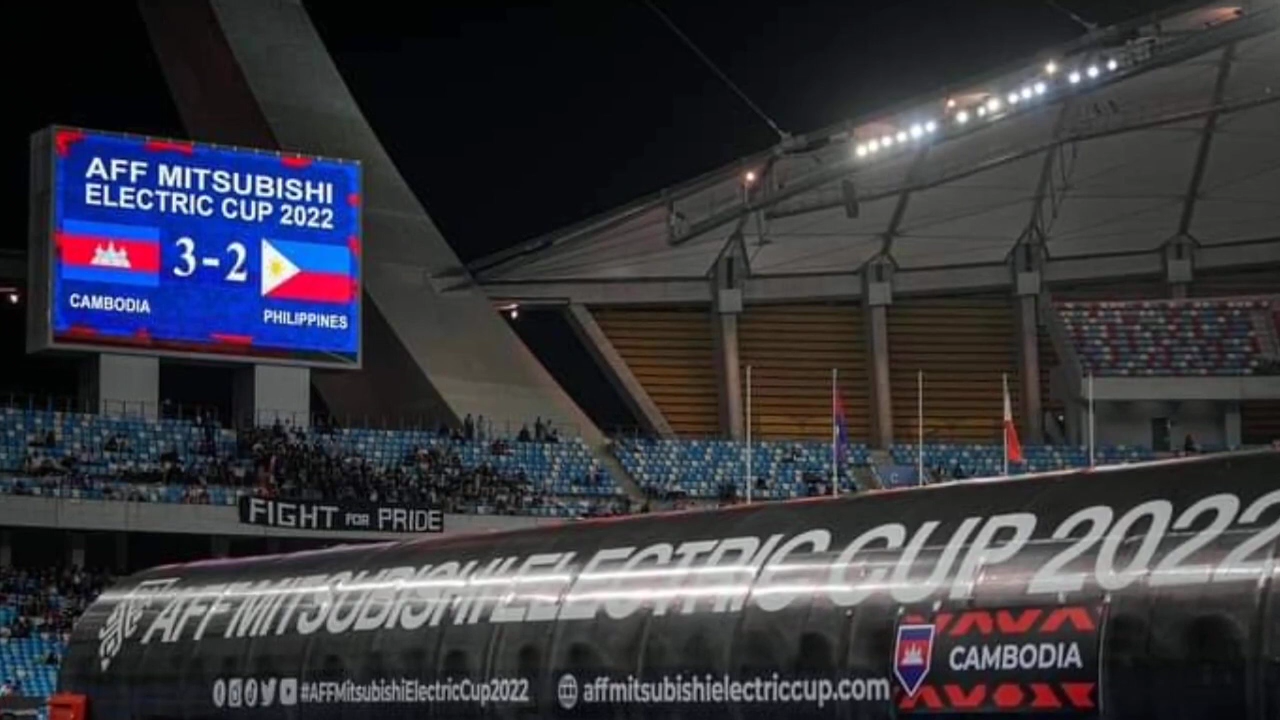 AFF MITSUBISHI
ELECTRIC CUP 2022
3-2
CAMBODIA
PHILIPPINES
FIGHT FOR PRIDE
AFF MITSUBISHI ELECTRIC CUP 2022
#AFFMitsubishiElectricCup2022
affmitsubishielectriccup.com
CAMBODIA